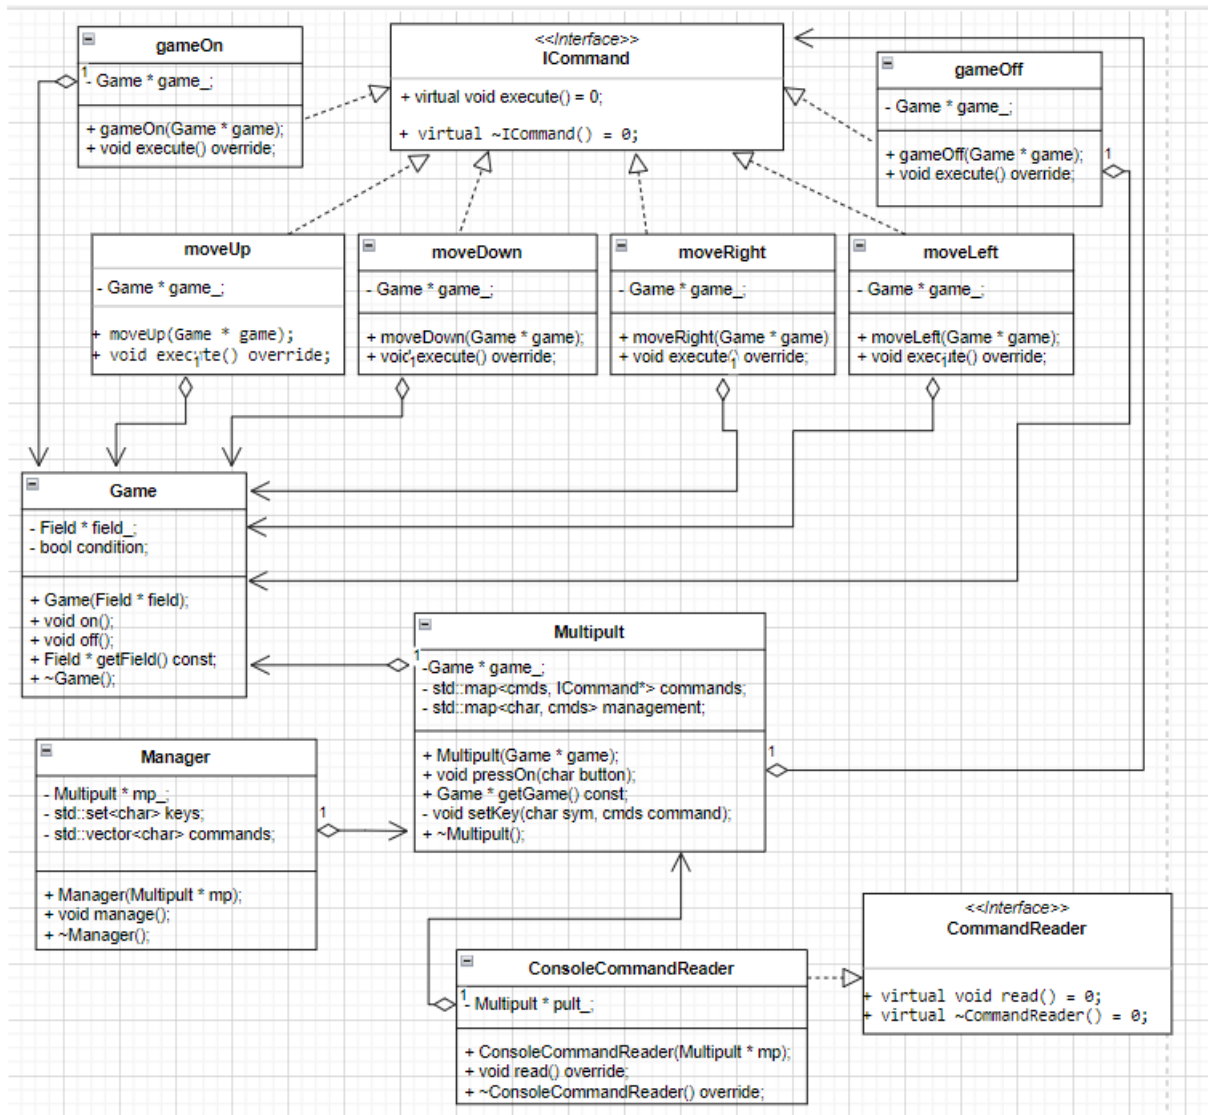 gameOn
1
- Game * game_;
+ gameOn(Game * game);
+ void execute() override;
<<Interface>>
ICommand
+ virtual void execute() = 0;
+ virtual ~ICommand() = 0;
gameOff
- Game * game_;
+ gameOff(Game * game);
+ void execute() override;
1
moveUp
- Game * game_;
+ moveUp(Game * game);
+ void execute() override;
1
moveDown
- Game * game_;
+ moveDown(Game * game);
+ void execute() override;
1
moveRight
- Game * game_;
+ moveRight(Game * game)
+ void execute() override;
1
moveLeft
- Game * game_;
+ moveLeft(Game * game);
+ void execute() override;
1
Game
- Field * field_;
- bool condition;
+ Game(Field * field);
+ void on();
+ void off();
+ Field * getField() const;
+ ~Game();
Multipult
1
-Game * game_;
- std::map<cmds, ICommand*> commands;
- std::map<char, cmds> management;
+ Multipult(Game * game);
+ void pressOn(char button);
+ Game * getGame() const;
- void setKey(char sym, cmds command);
+ ~Multipult();
1
Manager
- Multipult * mp_;
- std::set<char> keys;
- std::vector<char> commands;
+ Manager(Multipult * mp);
+ void manage();
+ ~Manager();
1
ConsoleCommandReader
1
- Multipult * pult_;
+ ConsoleCommandReader(Multipult * mp);
+ void read() override;
+ ~ConsoleCommandReader() override;
<<Interface>>
CommandReader
+ virtual void read() = 0;
+ virtual ~CommandReader() = 0;